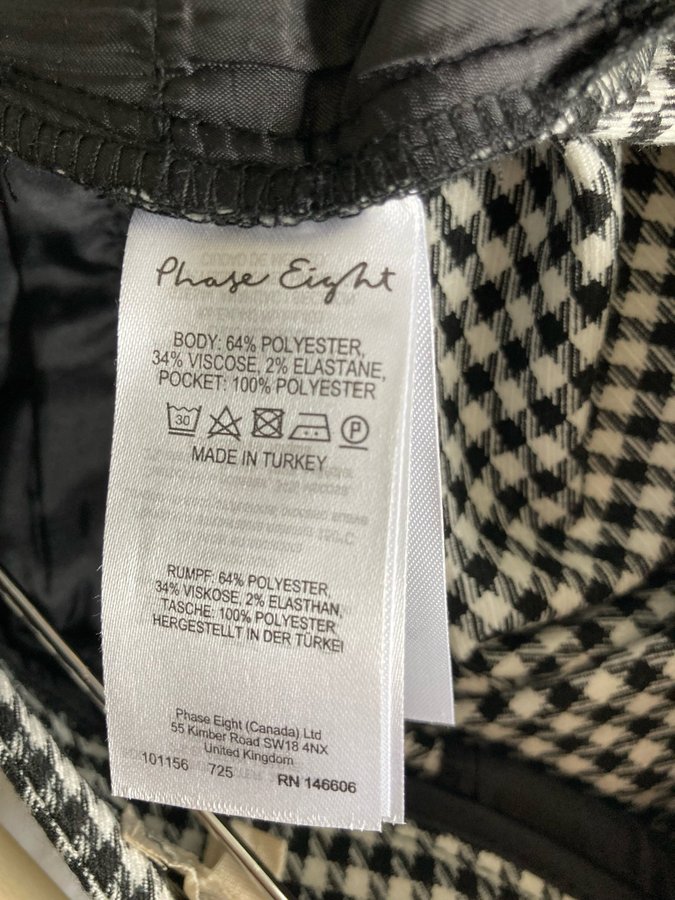 Phase Eight
BODY: 64% POLYESTER,
34% VISCOSE, 2% ELASTANE,
POCKET: 100% POLYESTER
30
P
MADE IN TURKEY
RUMPF: 64% POLYESTER,
34% VISKOSE, 2% ELASTHAN,
TASCHE: 100% POLYESTER
HERGESTELLT IN DER TÜRKEI
Phase Eight (Canada) Ltd
55 Kimber Road SW18 4NX
United Kingdom
101156 725 RN 146606